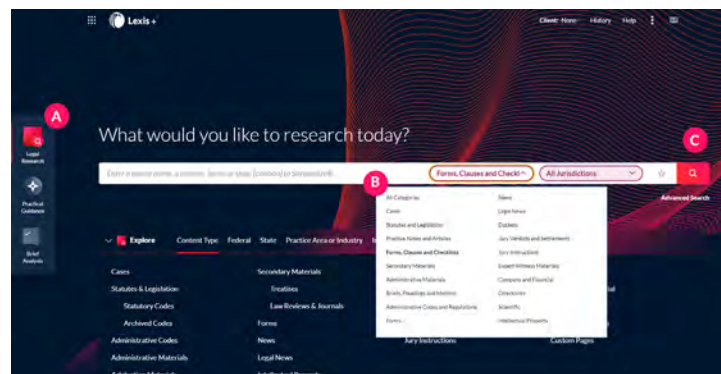 Lexis+
Client: None History Help
A
What would you like to research today?
C
Legal
Research
Forms, Clauses and Checkl
All Jurisdictions
B
Practical
Guidance
All Categories
News
Advanced Search
Cases
Legal News
Statutes and Legislation
Dockets
Brief
Analysis
Explore Content Type Federal State Practice Area or Industry
Practice Notes and Articles
Jury Verdicts and Settlements
Forms, Clauses and Checklists
Jury Instructions
Cases
Secondary Materials
Secondary Materials
Expert Witness Materials
Statutes & Legislation
Treatises
Administrative Materials
Company and Financial
Briefs, Pleadings and Motions
Directories
Statutory Codes
Law Reviews & Journals
Administrative Codes and Regulations
Scientific
Archived Codes
Forms
Forms
Intellectual Property
Administrative Codes
News
Jury Instructions
Custom Pages
Administrative Materials
Legal News